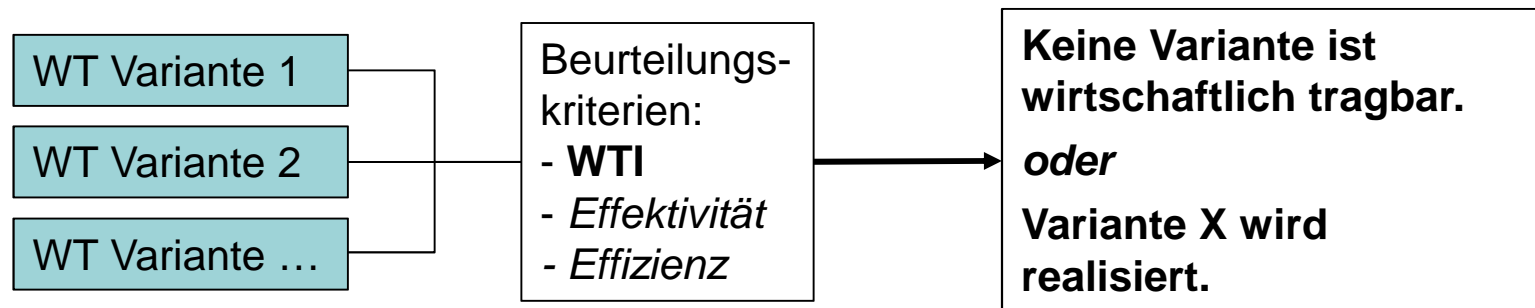 WT Variante 1
WT Variante 2
WT Variante …
Beurteilungs-
kriterien:
- WTI
- Effektivität
- Effizienz
Keine Variante ist
wirtschaftlich tragbar.
oder
Variante X wird
realisiert.